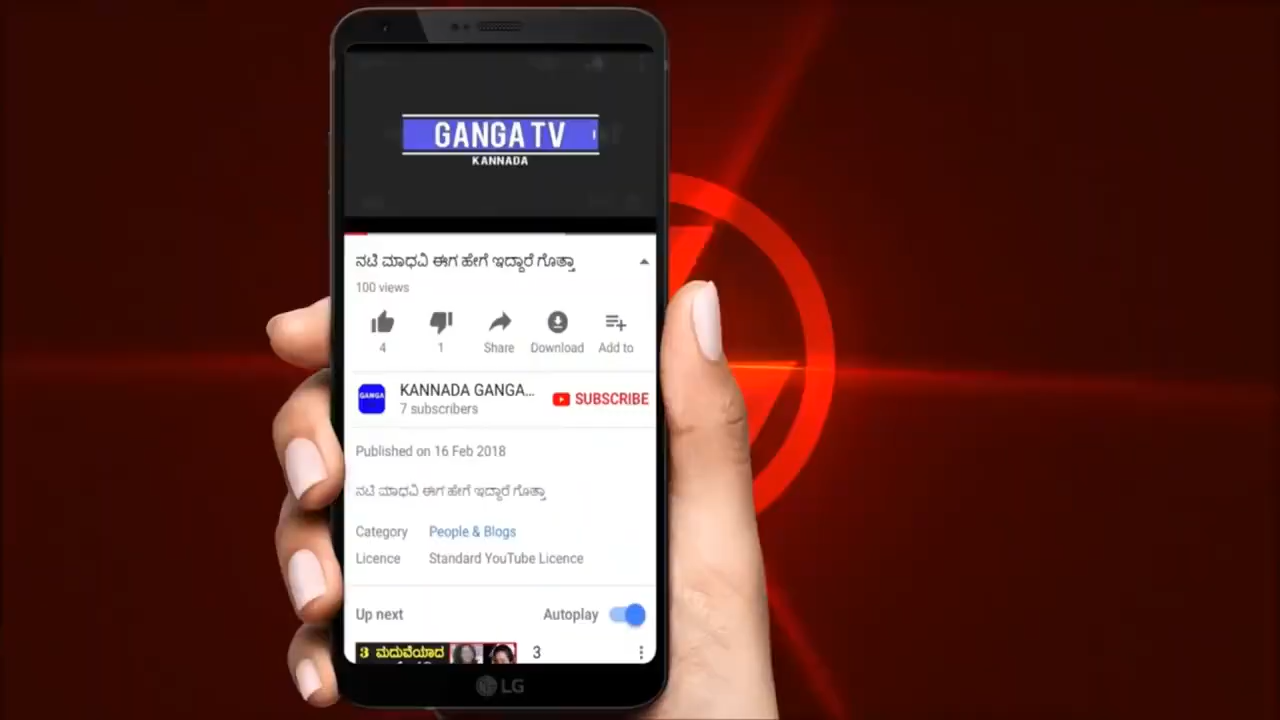 GANGA TV
KANNADA
ನಟಿ ಮಾಧವಿ ಈಗ ಹೇಗೆ ಇದ್ದಾರೆ ಗೊತ್ತಾ
100 views
4 1 Share Download Add to
GANGA
KANNADA GANGA...
7 subscribers
SUBSCRIBE
Published on 16 Feb 2018
ನಟಿ ಮಾಧವಿ ಈಗ ಹೇಗೆ ಇದ್ದಾರೆ ಗೊತ್ತಾ
Category People & Blogs
Licence Standard YouTube Licence
Up next Autoplay
3 ಮದುವೆಯಾದ 3
LG